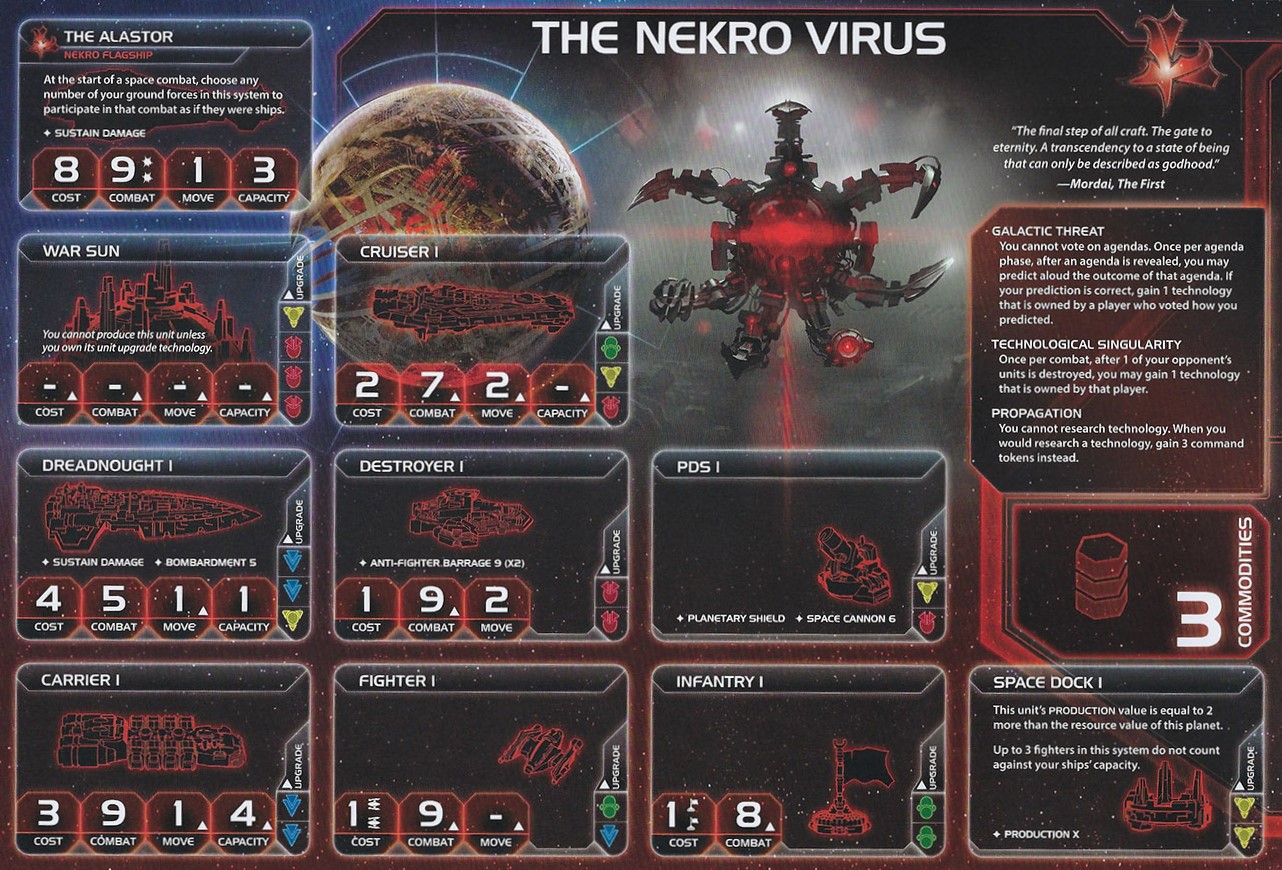 THE NEKRO VIRUS
THE ALASTOR
NEKRO FLAGSHIP
At the start of a space combat, choose any
number of your ground forces in this system to
participate in that combat as if they were ships.
✦ SUSTAIN DAMAGE
8 9 1 3
COST COMBAT MOVE CAPACITY
"The final step of all craft. The gate to
eternity. A transcendency to a state of being
that can only be described as godhood."
—Mordai, The First
GALACTIC THREAT
You cannot vote on agendas. Once per agenda
phase, after an agenda is revealed, you may
predict aloud the outcome of that agenda. If
your prediction is correct, gain 1 technology
that is owned by a player who voted how you
predicted.
TECHNOLOGICAL SINGULARITY
Once per combat, after 1 of your opponent's
units is destroyed, you may gain 1 technology
that is owned by that player.
PROPAGATION
You cannot research technology. When you
would research a technology, gain 3 command
tokens instead.
WAR SUN
UPGRADE
You cannot produce this unit unless
you own its unit upgrade technology.
- - - -
COST COMBAT MOVE CAPACITY
CRUISER I
UPGRADE
2 7 2 -
COST COMBAT MOVE CAPACITY
DREADNOUGHT I
UPGRADE
✦ SUSTAIN DAMAGE ✦ BOMBARDMENT 5
4 5 1 1
COST COMBAT MOVE CAPACITY
DESTROYER I
UPGRADE
✦ ANTI-FIGHTER BARRAGE 9 (X2)
1 9 2
COST COMBAT MOVE
PDS I
UPGRADE
✦ PLANETARY SHIELD ✦ SPACE CANNON 6
3
COMMODITIES
CARRIER I
UPGRADE
3 9 1 4
COST COMBAT MOVE CAPACITY
FIGHTER I
UPGRADE
1 9 -
COST COMBAT MOVE
INFANTRY I
UPGRADE
1 8
COST COMBAT
SPACE DOCK I
This unit's PRODUCTION value is equal to 2
more than the resource value of this planet.
Up to 3 fighters in this system do not count
against your ships' capacity.
UPGRADE
✦ PRODUCTION X